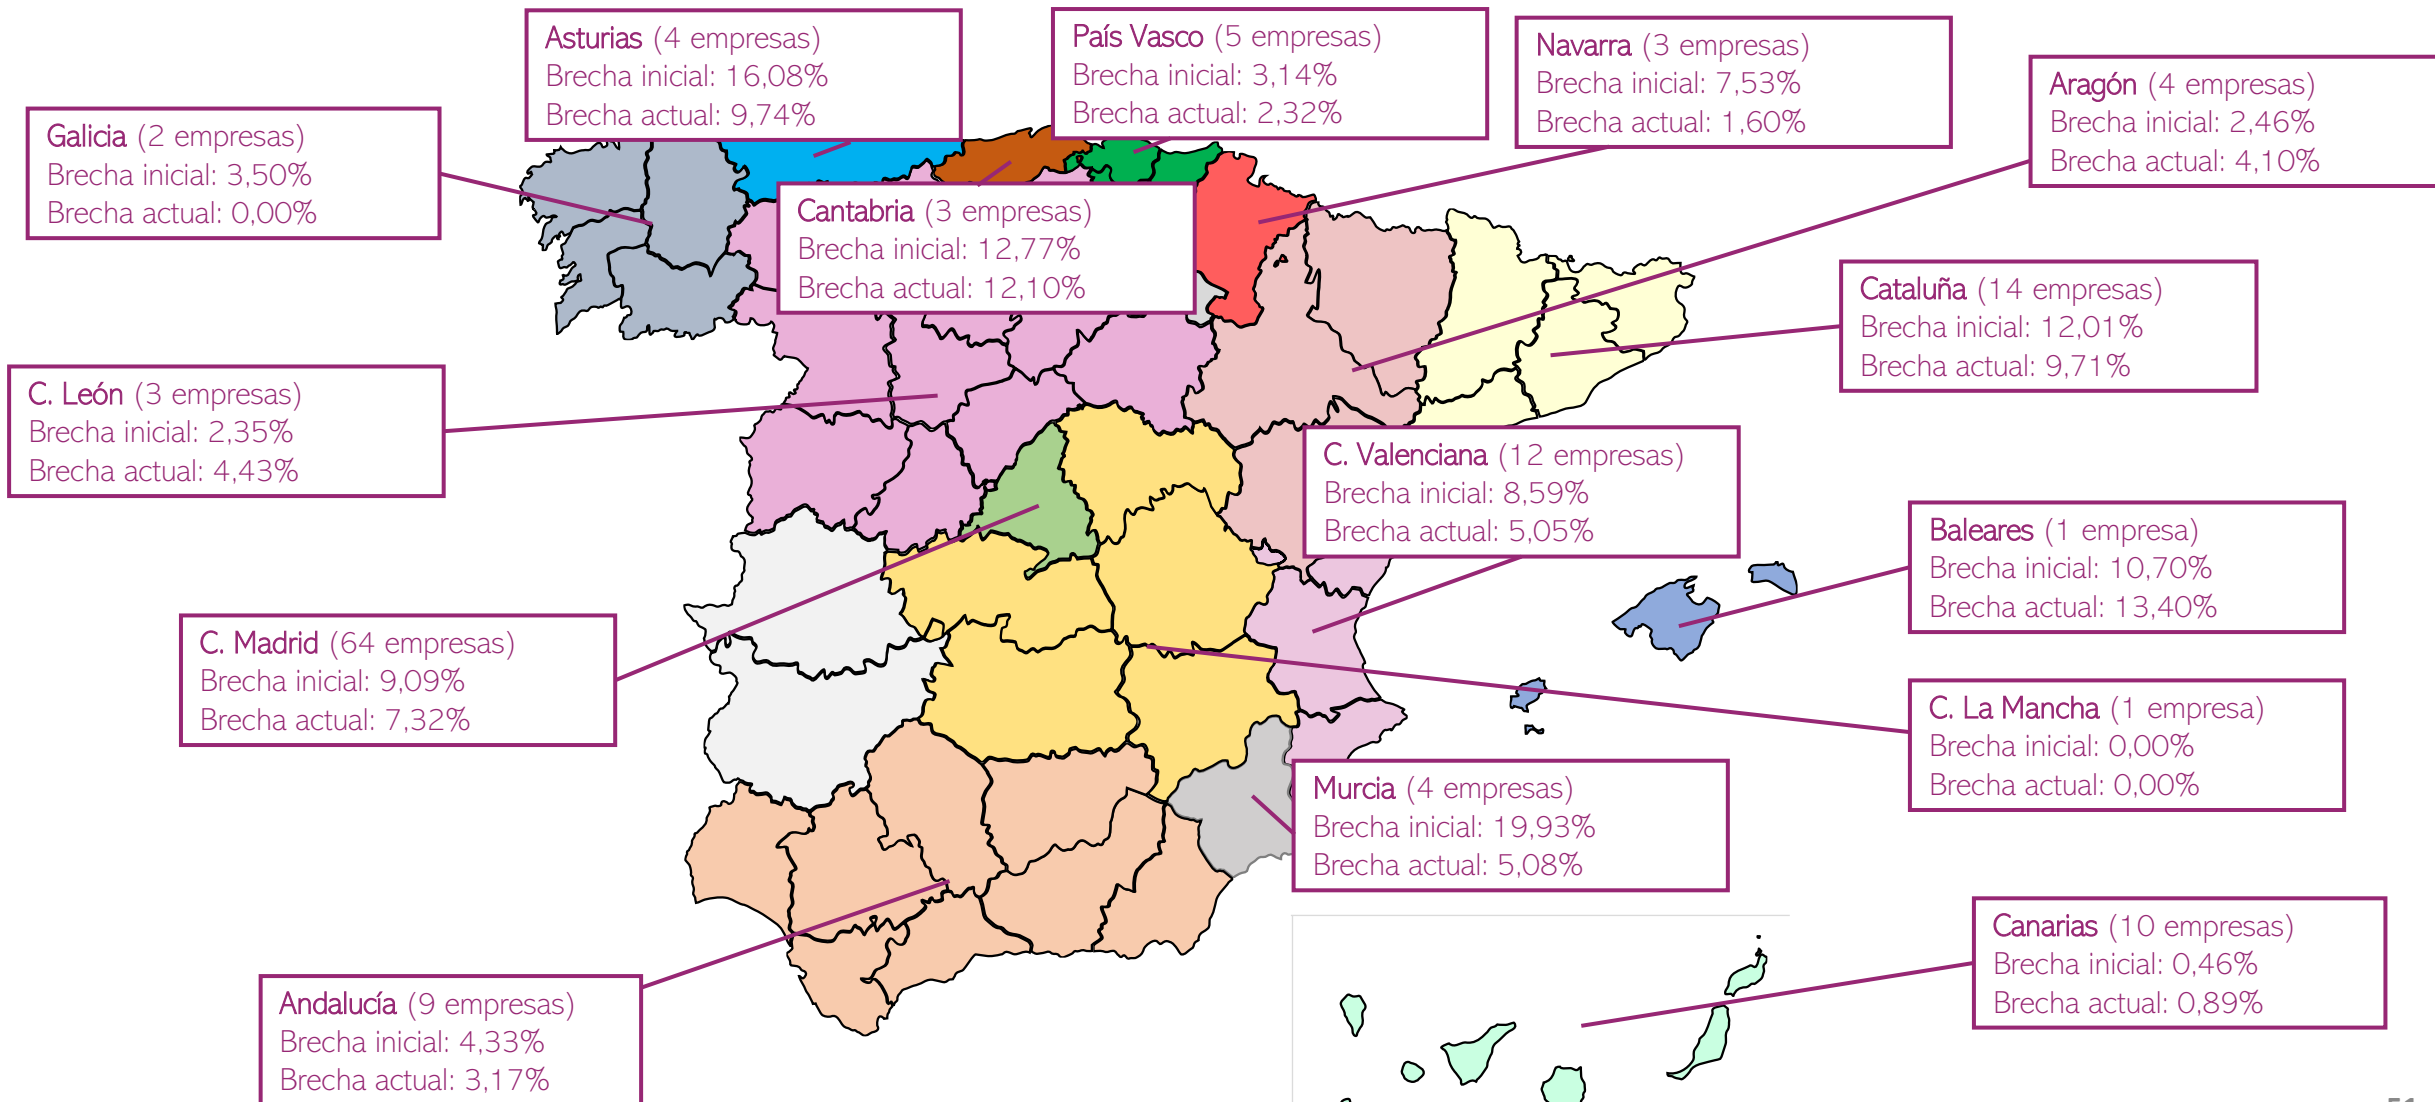 Asturias (4 empresas)
Brecha inicial: 16,08%
Brecha actual: 9,74%
País Vasco (5 empresas)
Brecha inicial: 3,14%
Brecha actual: 2,32%
Navarra (3 empresas)
Brecha inicial: 7,53%
Brecha actual: 1,60%
Aragón (4 empresas)
Brecha inicial: 2,46%
Brecha actual: 4,10%
Galicia (2 empresas)
Brecha inicial: 3,50%
Brecha actual: 0,00%
Cantabria (3 empresas)
Brecha inicial: 12,77%
Brecha actual: 12,10%
Cataluña (14 empresas)
Brecha inicial: 12,01%
Brecha actual: 9,71%
C. León (3 empresas)
Brecha inicial: 2,35%
Brecha actual: 4,43%
C. Valenciana (12 empresas)
Brecha inicial: 8,59%
Brecha actual: 5,05%
Baleares (1 empresa)
Brecha inicial: 10,70%
Brecha actual: 13,40%
C. Madrid (64 empresas)
Brecha inicial: 9,09%
Brecha actual: 7,32%
C. La Mancha (1 empresa)
Brecha inicial: 0,00%
Brecha actual: 0,00%
Murcia (4 empresas)
Brecha inicial: 19,93%
Brecha actual: 5,08%
Canarias (10 empresas)
Brecha inicial: 0,46%
Brecha actual: 0,89%
Andalucía (9 empresas)
Brecha inicial: 4,33%
Brecha actual: 3,17%